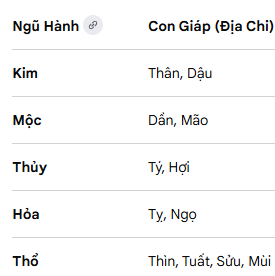 Ngũ Hành Con Giáp (Địa Chi)
Kim Thân, Dậu
Mộc Dần, Mão
Thủy Tý, Hợi
Hỏa Tỵ, Ngọ
Thổ Thìn, Tuất, Sửu, Mùi